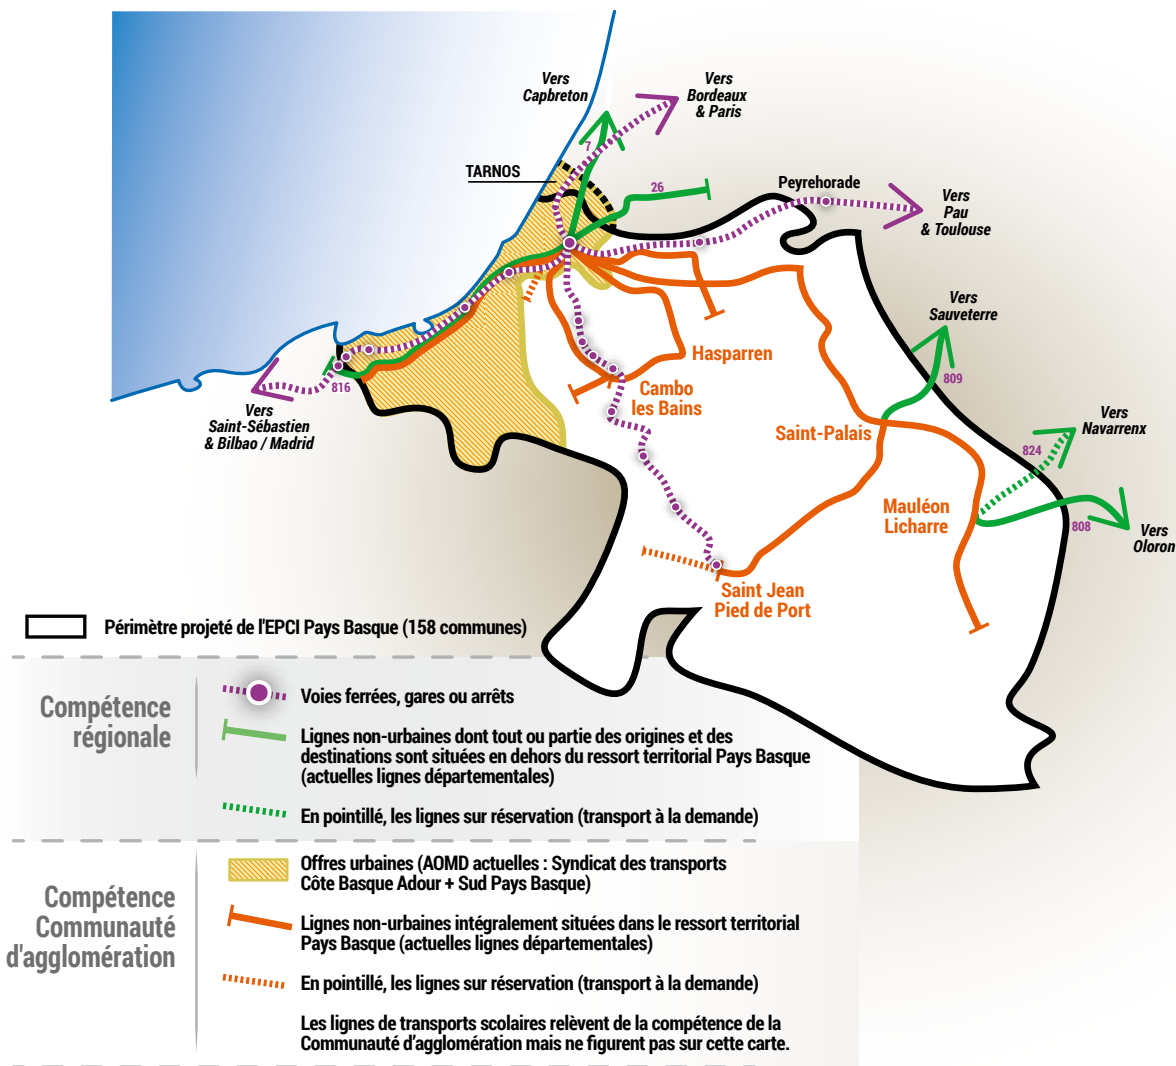 Vers
Capbreton
Vers
Bordeaux
& Paris
7
TARNOS
26
Peyrehorade
Vers
Pau
& Toulouse
Vers
Sauveterre
809
Hasparren
Cambo
les Bains
816
Vers
Saint-Sébastien
& Bilbao / Madrid
Saint-Palais
Vers
Navarrenx
824
Mauléon
Licharre
808
Vers
Oloron
Saint Jean
Pied de Port
Périmètre projeté de l'EPCI Pays Basque (158 communes)
Compétence
régionale
Voies ferrées, gares ou arrêts
Lignes non-urbaines dont tout ou partie des origines et des
destinations sont situées en dehors du ressort territorial Pays Basque
(actuelles lignes départementales)
En pointillé, les lignes sur réservation (transport à la demande)
Compétence
Communauté
d'agglomération
Offres urbaines (AOMD actuelles : Syndicat des transports
Côte Basque Adour + Sud Pays Basque)
Lignes non-urbaines intégralement situées dans le ressort territorial
Pays Basque (actuelles lignes départementales)
En pointillé, les lignes sur réservation (transport à la demande)
Les lignes de transports scolaires relèvent de la compétence de la
Communauté d’agglomération mais ne figurent pas sur cette carte.